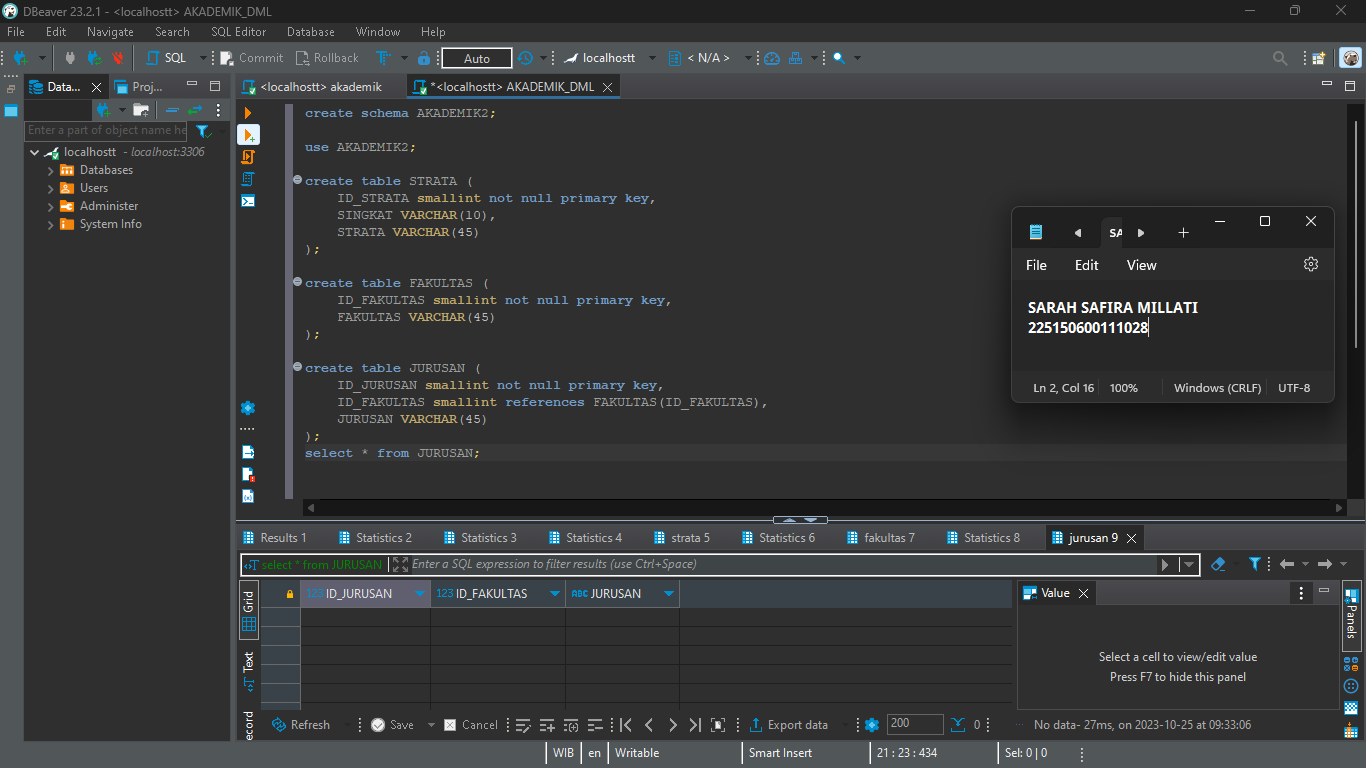 DBeaver 23.2.1 - <localhostt> AKADEMIK_DML
File Edit Navigate Search SQL Editor Database Window Help
SQL Commit Rollback Auto localhostt < N/A >
Data... Proj...
<localhostt> akademik *<localhostt> AKADEMIK_DML
Enter a part of object name he
localhostt - localhost:3306
Databases
Users
Administer
System Info
create schema AKADEMIK2;
use AKADEMIK2;
create table STRATA (
ID_STRATA smallint not null primary key,
SINGKAT VARCHAR(10),
STRATA VARCHAR(45)
);
create table FAKULTAS (
ID_FAKULTAS smallint not null primary key,
FAKULTAS VARCHAR(45)
);
create table JURUSAN (
ID_JURUSAN smallint not null primary key,
ID_FAKULTAS smallint references FAKULTAS(ID_FAKULTAS),
JURUSAN VARCHAR(45)
);
select * from JURUSAN;
SA
File Edit View
SARAH SAFIRA MILLATI
225150600111028
Ln 2, Col 16 100% Windows (CRLF) UTF-8
Results 1 Statistics 2 Statistics 3 Statistics 4 strata 5 Statistics 6 fakultas 7 Statistics 8 jurusan 9
select * from JURUSAN Enter a SQL expression to filter results (use Ctrl+Space)
Grid
Text
ecord
123 ID_JURUSAN 123 ID_FAKULTAS ABC JURUSAN
Value
Select a cell to view/edit value
Press F7 to hide this panel
Panels
Refresh Save Cancel Export data 200 0 No data - 27ms, on 2023-10-25 at 09:33:06
WIB en Writable Smart Insert 21 : 23 : 434 Sel: 0 | 0